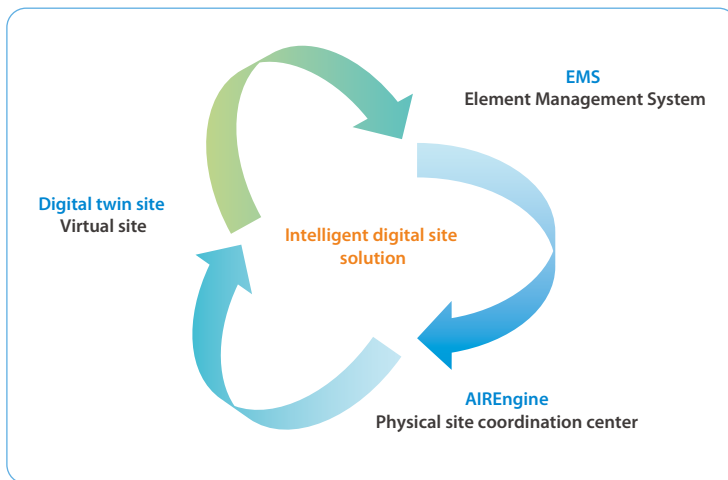 EMS
Element Management System
Digital twin site
Virtual site
Intelligent digital site
solution
AIREngine
Physical site coordination center